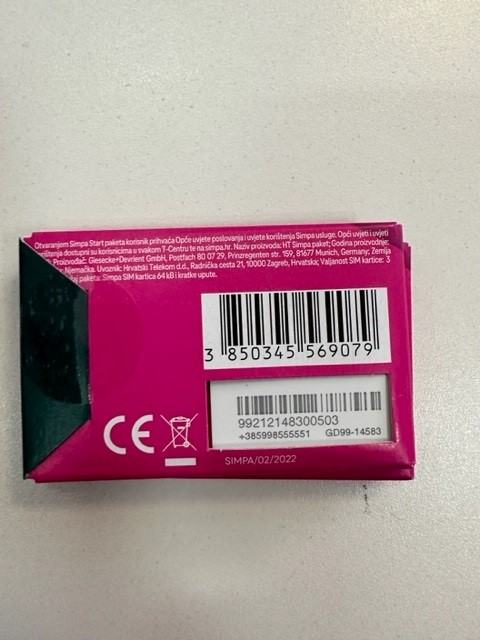 Otvaranjem Simpa Start paketa korisnik prihvaća Opće uvjete poslovanja i uvjete korištenja Simpa usluge. Opći uvjeti i uvjeti
korištenja dostupni su korisnicima u svakom T-Centru te na simpa.hr. Naziv proizvoda: HT Simpa paket; Godina proizvodnje:
Proizvođač: Giesecke+Devrient GmbH, Postfach 80 07 29, Prinzregenten str. 159, 81677 Munich, Germany; Zemlja
Njemačka. Uvoznik: Hrvatski Telekom d.d., Radnička cesta 21, 10000 Zagreb, Hrvatska; Valjanost SIM kartice: 3
paketa: Simpa SIM kartica 64 kB i kratke upute.
3 850345 569079
99212148300503
+385998555551 GD99-14583
CE
SIMPA/02/2022